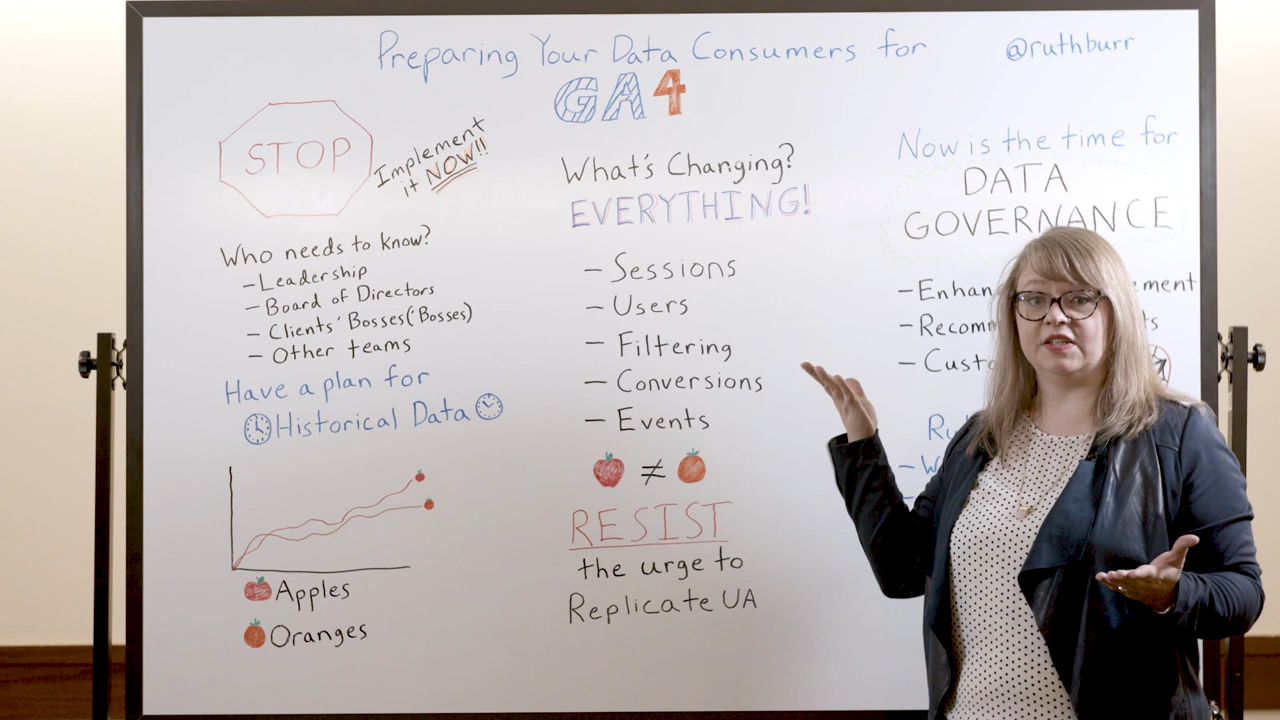 Preparing Your Data Consumers for
GA4
@ruthburr
STOP
Implement
it NOW!!
Who needs to know?
- Leadership
- Board of Directors
- Clients' Bosses ('Bosses)
- Other teams
Have a plan for
Historical Data
Apples
Oranges
What's Changing?
EVERYTHING!
- Sessions
- Users
- Filtering
- Conversions
- Events
≠
RESIST
the urge to
Replicate UA
Now is the time for
DATA
GOVERNANCE